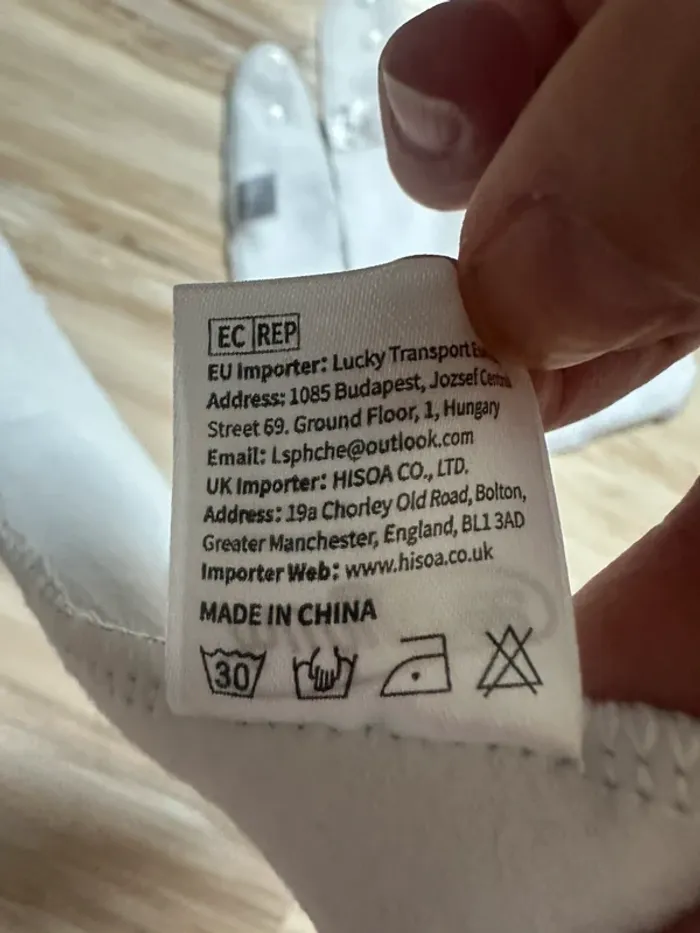 EC REP
EU Importer: Lucky Transport
Address: 1085 Budapest, Jozsef
Street 69. Ground Floor, 1, Hungary
Email: Lsphche@outlook.com
UK Importer: HISOA CO., LTD.
Address: 19a Chorley Old Road, Bolton,
Greater Manchester, England, BL1 3AD
Importer Web: www.hisoa.co.uk
MADE IN CHINA
30